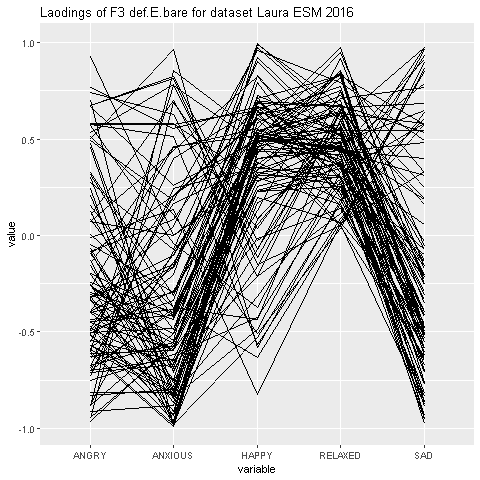 Laodings of F3 def.E.bare for dataset Laura ESM 2016
1.0
0.5
0.0
-0.5
-1.0
value
ANGRY ANXIOUS HAPPY RELAXED SAD
variable